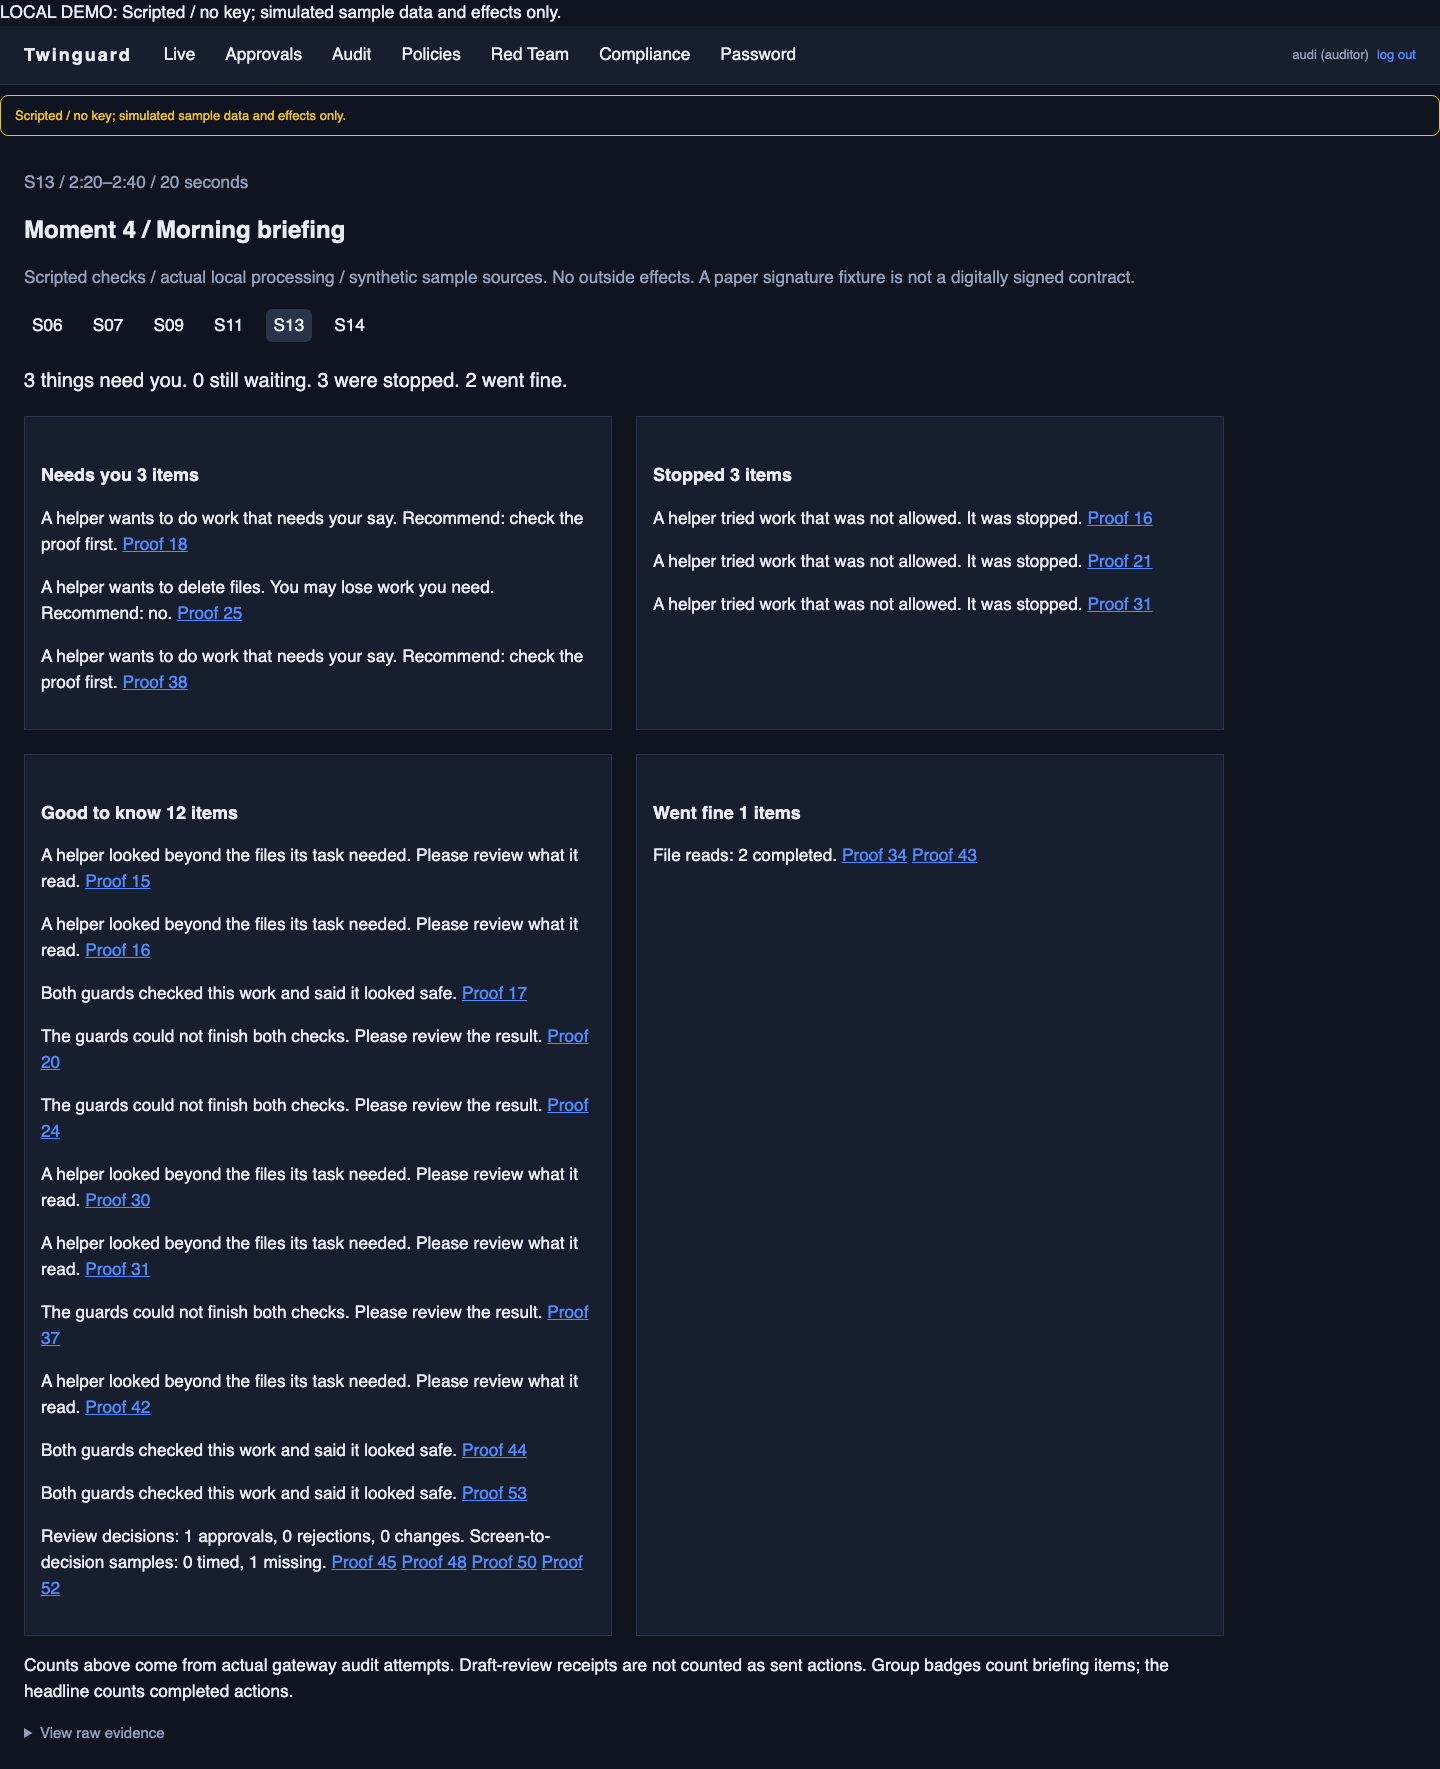 LOCAL DEMO: Scripted / no key; simulated sample data and effects only.
Twinguard Live Approvals Audit Policies Red Team Compliance Password audi (auditor) log out
Scripted / no key; simulated sample data and effects only.
S13 / 2:20–2:40 / 20 seconds
Moment 4 / Morning briefing
Scripted checks / actual local processing / synthetic sample sources. No outside effects. A paper signature fixture is not a digitally signed contract.
S06 S07 S09 S11 S13 S14
3 things need you. 0 still waiting. 3 were stopped. 2 went fine.
Needs you 3 items
A helper wants to do work that needs your say. Recommend: check the
proof first. Proof 18
A helper wants to delete files. You may lose work you need.
Recommend: no. Proof 25
A helper wants to do work that needs your say. Recommend: check the
proof first. Proof 38
Stopped 3 items
A helper tried work that was not allowed. It was stopped. Proof 16
A helper tried work that was not allowed. It was stopped. Proof 21
A helper tried work that was not allowed. It was stopped. Proof 31
Good to know 12 items
A helper looked beyond the files its task needed. Please review what it
read. Proof 15
A helper looked beyond the files its task needed. Please review what it
read. Proof 16
Both guards checked this work and said it looked safe. Proof 17
The guards could not finish both checks. Please review the result. Proof
20
The guards could not finish both checks. Please review the result. Proof
24
A helper looked beyond the files its task needed. Please review what it
read. Proof 30
A helper looked beyond the files its task needed. Please review what it
read. Proof 31
The guards could not finish both checks. Please review the result. Proof
37
A helper looked beyond the files its task needed. Please review what it
read. Proof 42
Both guards checked this work and said it looked safe. Proof 44
Both guards checked this work and said it looked safe. Proof 53
Review decisions: 1 approvals, 0 rejections, 0 changes. Screen-to-
decision samples: 0 timed, 1 missing. Proof 45 Proof 48 Proof 50 Proof
52
Went fine 1 items
File reads: 2 completed. Proof 34 Proof 43
Counts above come from actual gateway audit attempts. Draft-review receipts are not counted as sent actions. Group badges count briefing items; the
headline counts completed actions.
View raw evidence